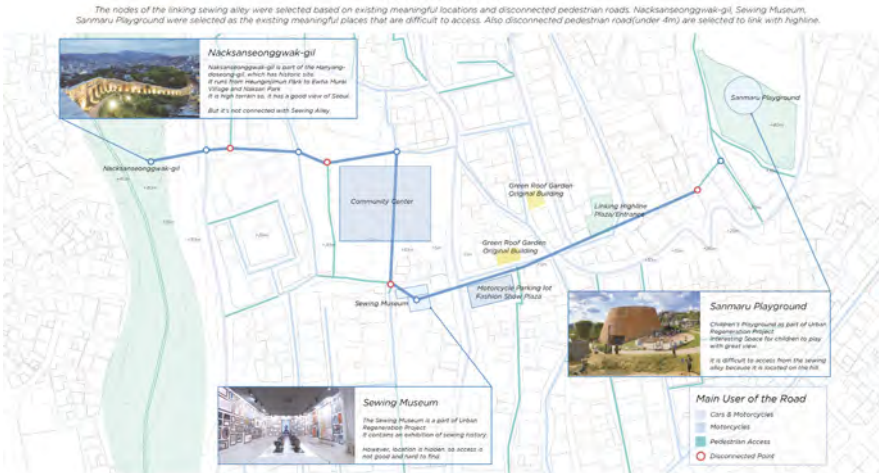 The nodes of the linking sewing alley were selected based on existing meaningful locations and disconnected pedestrian roads. Nacksanseonggwak-gil, Sewing Museum,
Sanmaru Playground were selected as the existing meaningful places that are difficult to access. Also disconnected pedestrian road(under 4m) are selected to link with highline.
Nacksanseonggwak-gil
Naksanseonggwak-gil is part of the Hanyang-
doseong-gil, which has historic site
It runs from Heunginjimun Park to Ewha Mural
Village and Naksan Park
It is high terrain so, it has a good view of Seoul.
But it's not connected with Sewing Alley.
Sanmaru Playground
Nacksanseonggwak-gil
Community Center
Green Roof Garden
Original Building
Linking Highline
Plaza/Entrance
Green Roof Garden
Original Building
Motorcycle Parking lot
Fashion Show Plaza
Sewing Museum
Sanmaru Playground
Children's Playground as part of Urban
Regeneration Project
Interesting Space for children to play
with great view.
It is difficult to access from the sewing
alley because it is located on the hill.
Sewing Museum
The Sewing Museum is a part of Urban
Regeneration Project
It contains an exhibition of sewing history.
However, location is hidden, so access is
not good and hard to find.
Main User of the Road
Cars & Motorcycles
Motorcycles
Pedestrian Access
Disconnected Point